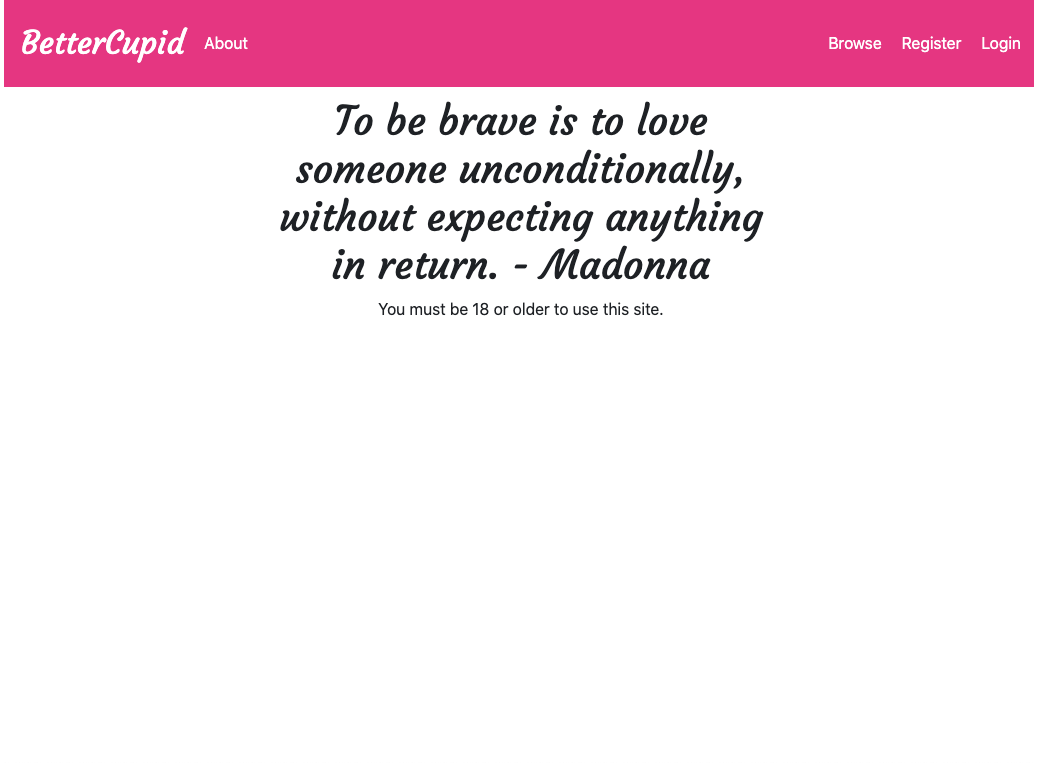 BetterCupid About Browse Register Login
To be brave is to love
someone unconditionally,
without expecting anything
in return. - Madonna
You must be 18 or older to use this site.